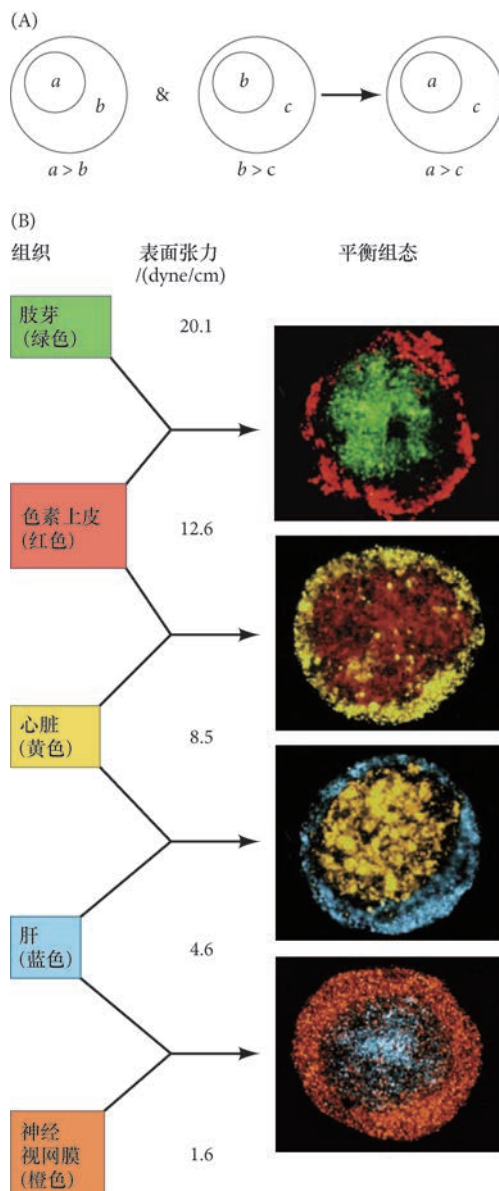 (A)
a
b
&
b
c
a
c
a > b
b > c
a > c
(B)
组织
表面张力
/(dyne/cm)
平衡组态
肢芽
(绿色)
20.1
色素上皮
(红色)
12.6
心脏
(黄色)
8.5
肝
(蓝色)
4.6
神经
视网膜
(橙色)
1.6